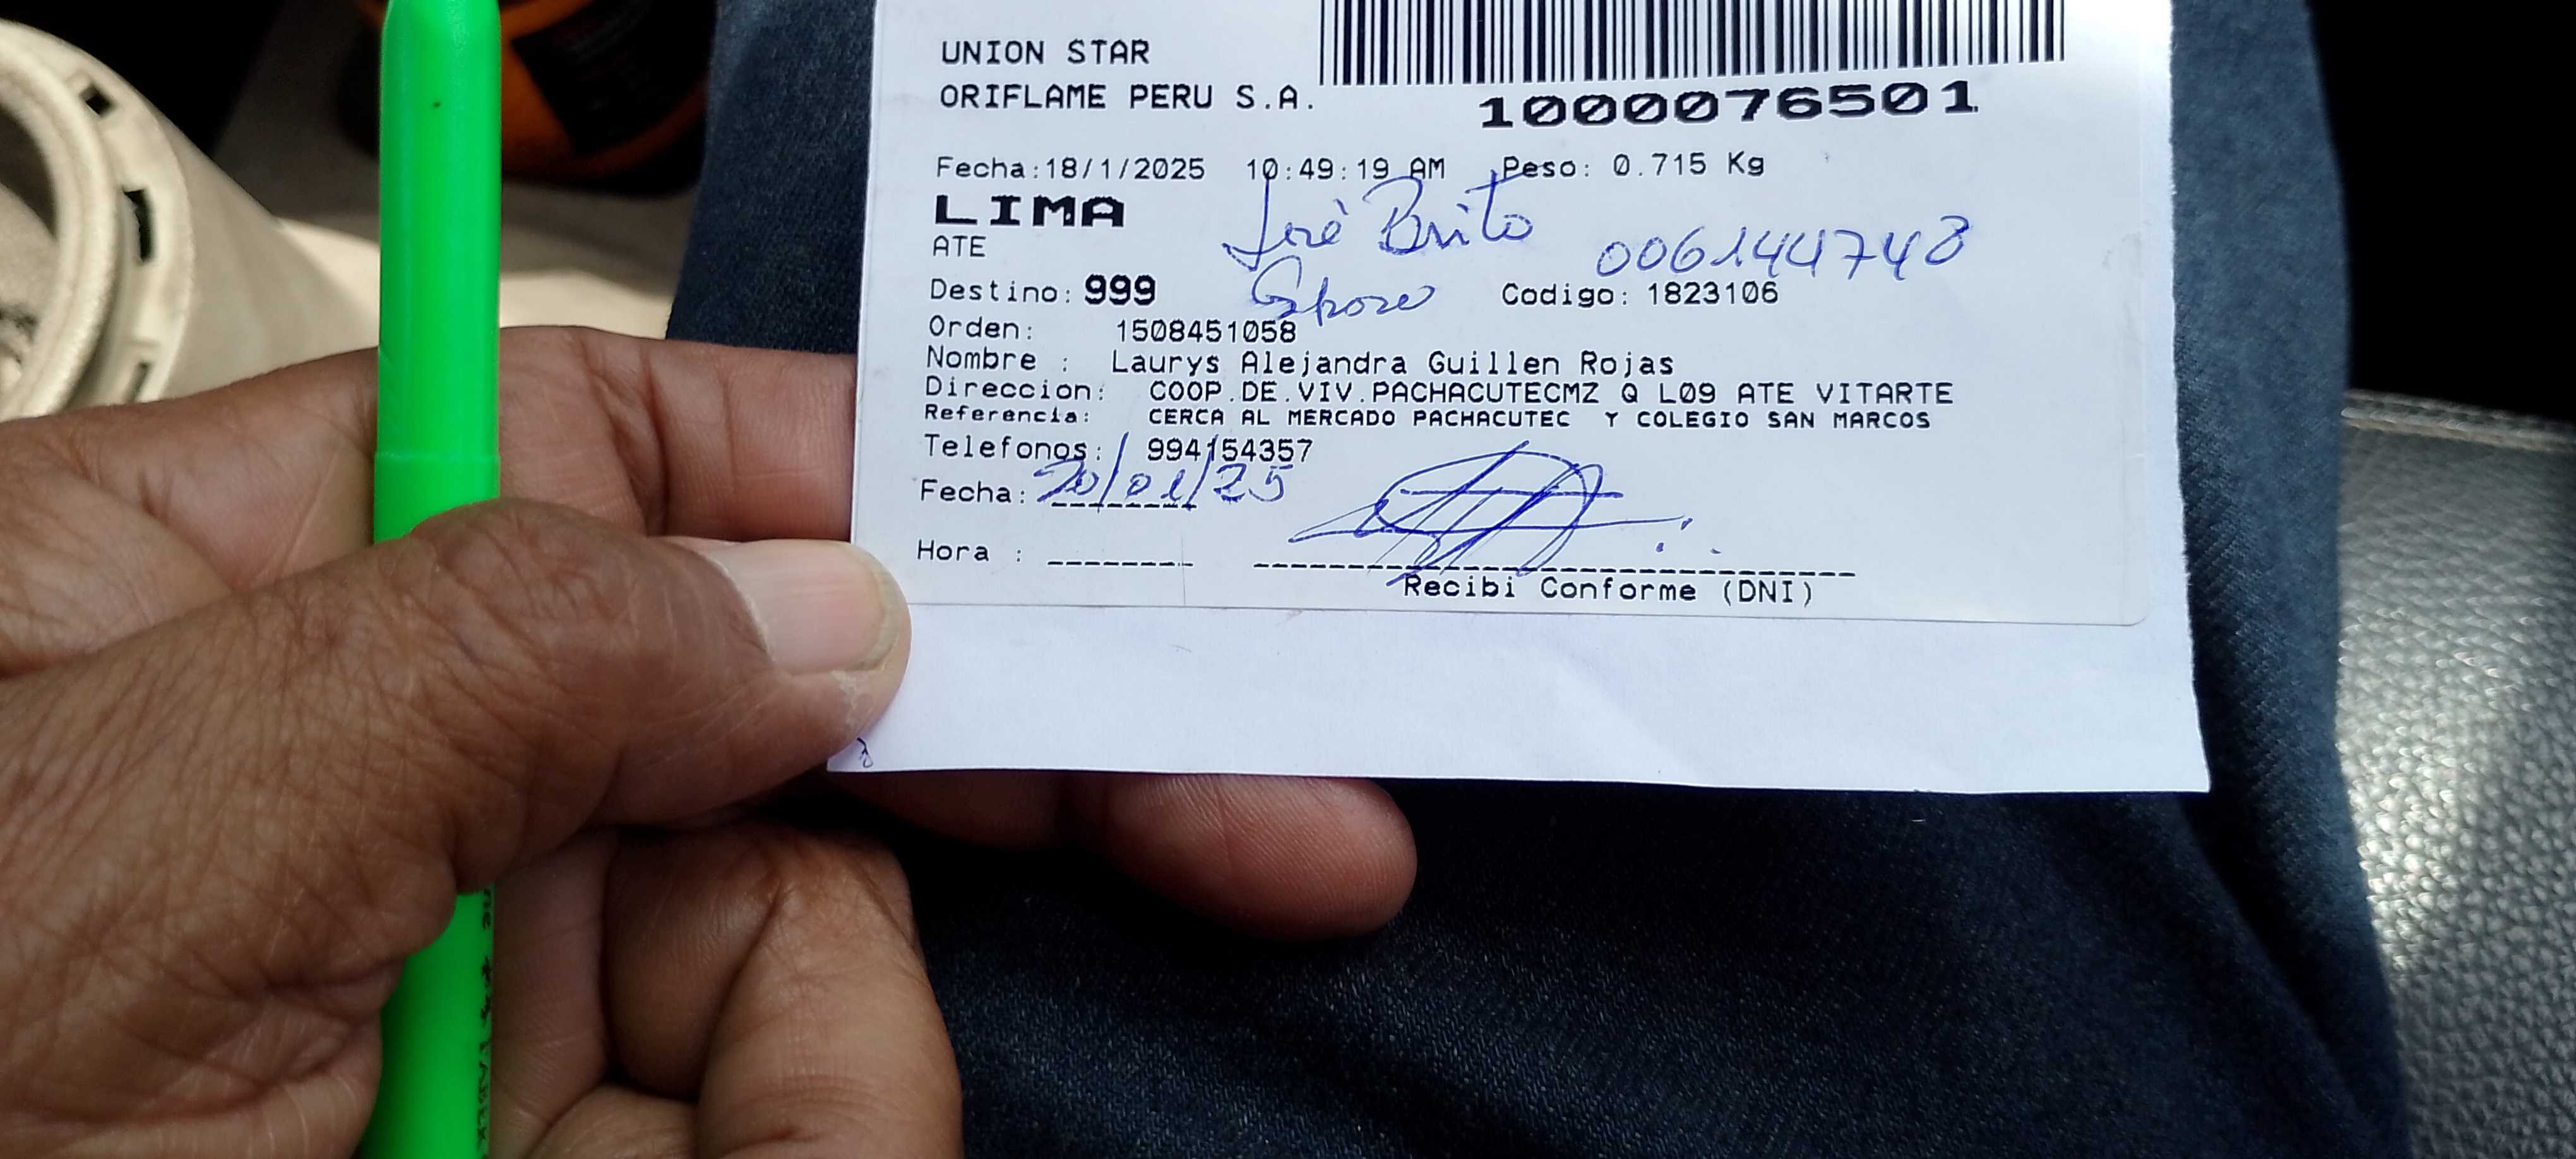 UNION STAR
ORIFLAME PERU S.A.
1000076501
Fecha:18/1/2025 10:49:19 AM Peso: 0.715 Kg
LIMA
José Brito
ATE
006144748
Destino: 999
Esposo
Codigo: 1823106
Orden: 1508451058
Nombre : Laurys Alejandra Guillen Rojas
Direccion: COOP.DE.VIV.PACHACUTECMZ Q L09 ATE VITARTE
Referencia: CERCA AL MERCADO PACHACUTEC Y COLEGIO SAN MARCOS
Telefonos: 994154357
Fecha: 20/01/25
Hora :
Recibi Conforme (DNI)